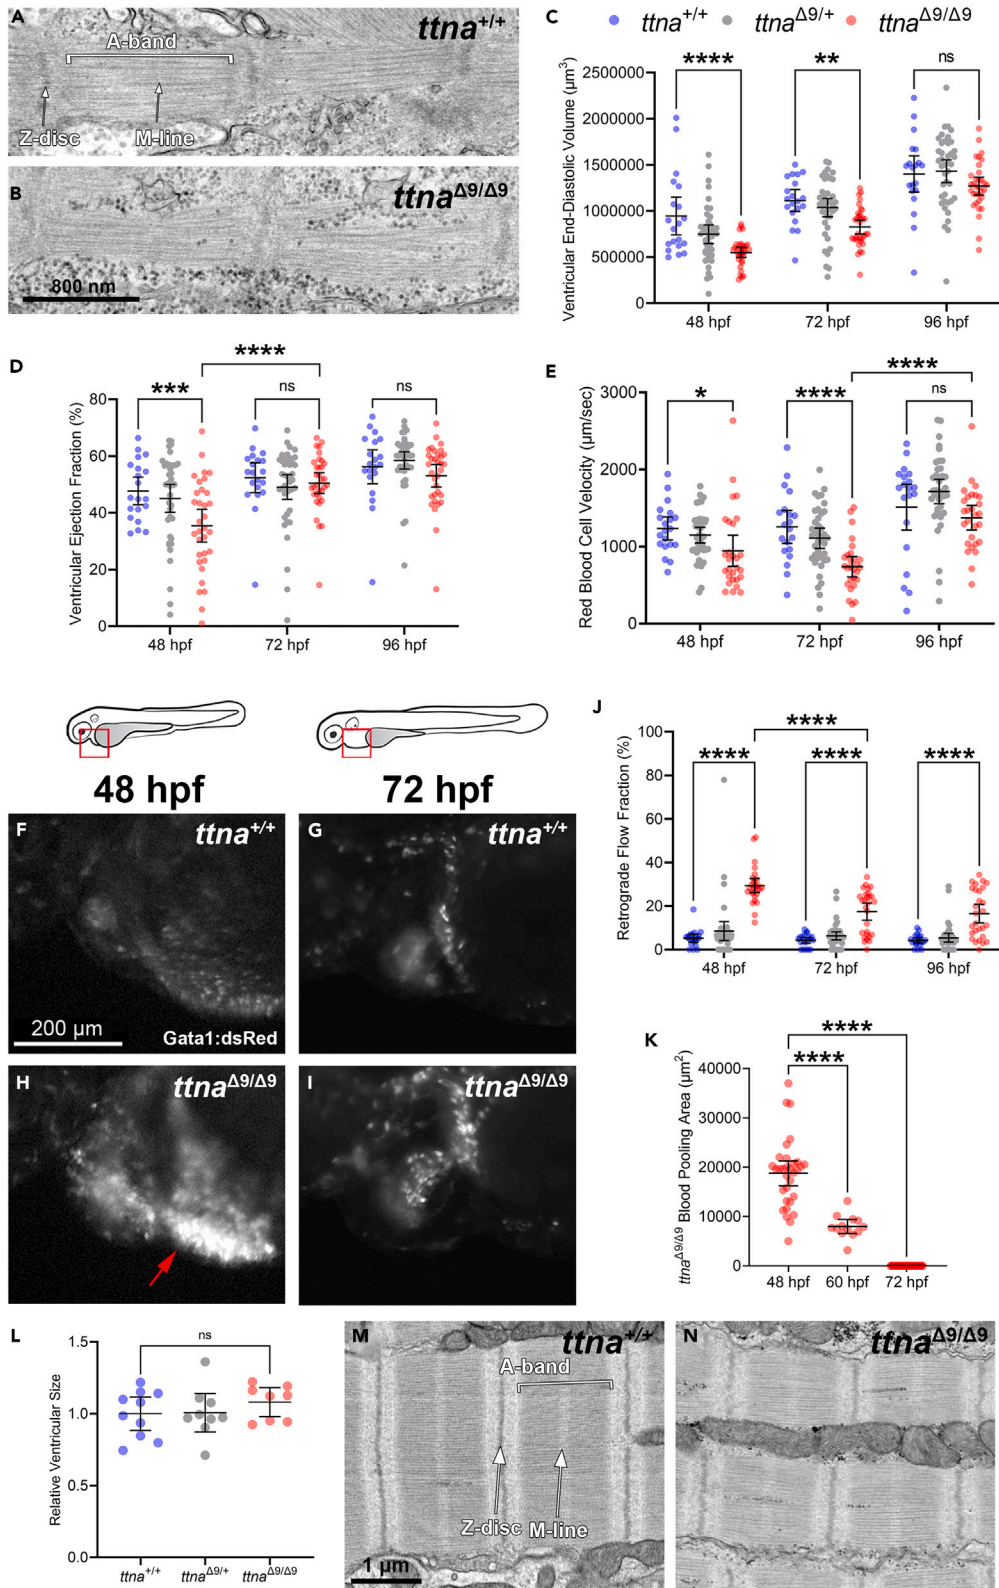 A
ttna+/+
A-band
Z-disc
M-line
B
ttnaΔ9/Δ9
800 nm
C
ttna+/+ ttnaΔ9/+ ttnaΔ9/Δ9
Ventricular End-Diastolic Volume (µm³)
2500000
2000000
1500000
1000000
500000
0
**** ** ns
48 hpf 72 hpf 96 hpf
D
Ventricular Ejection Fraction (%)
80
60
40
20
0
****
*** ns ns
48 hpf 72 hpf 96 hpf
E
Red Blood Cell Velocity (µm/sec)
3000
2000
1000
0
****
* **** ns
48 hpf 72 hpf 96 hpf
48 hpf
72 hpf
F
ttna+/+
200 µm
Gata1:dsRed
G
ttna+/+
H
ttnaΔ9/Δ9
I
ttnaΔ9/Δ9
J
Retrograde Flow Fraction (%)
100
80
60
40
20
0
****
**** **** ****
48 hpf 72 hpf 96 hpf
K
ttnaΔ9/Δ9 Blood Pooling Area (µm²)
40000
30000
20000
10000
0
****
****
48 hpf 60 hpf 72 hpf
L
Relative Ventricular Size
1.5
1.0
0.5
0.0
ns
ttna+/+ ttnaΔ9/+ ttnaΔ9/Δ9
M
ttna+/+
A-band
Z-disc
M-line
1 µm
N
ttnaΔ9/Δ9